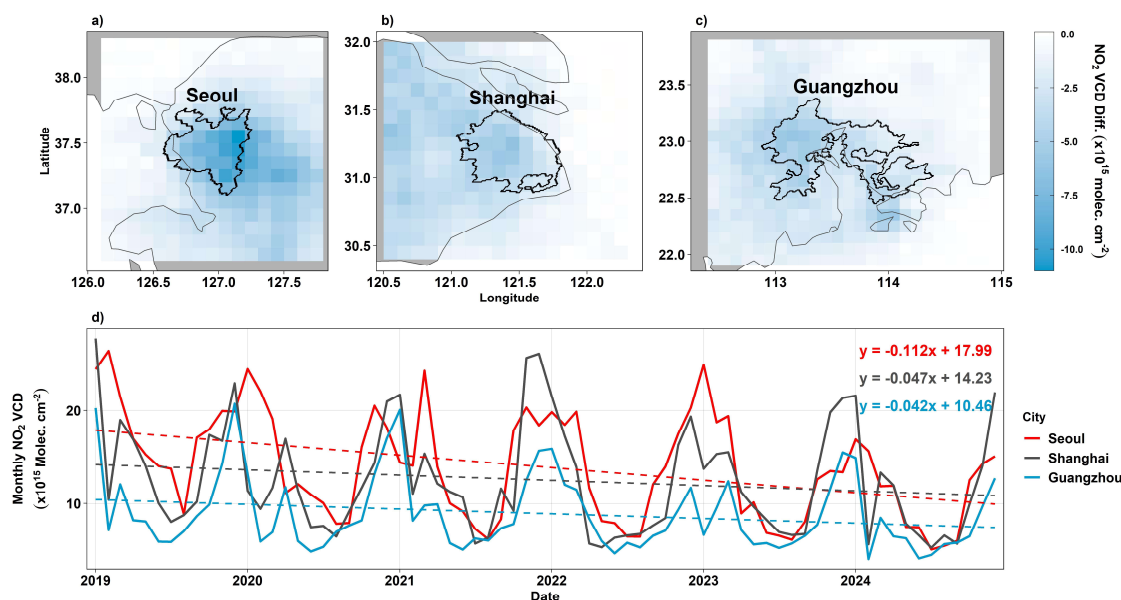 a)
b)
c)
Seoul
Shanghai
Guangzhou
Latitude
38.0
37.5
37.0
126.0
126.5
127.0
127.5
32.0
31.5
31.0
30.5
120.5
121.0
121.5
122.0
Longitude
23.5
23.0
22.5
22.0
113
114
115
0.0
-2.5
-5.0
-7.5
-10.0
NO₂ VCD Diff. (x10¹⁵ molec. cm⁻²)
d)
Monthly NO₂ VCD
(x10¹⁵ Molec. cm⁻²)
20
10
y = -0.112x + 17.99
y = -0.047x + 14.23
y = -0.042x + 10.46
2019
2020
2021
2022
2023
2024
Date
City
Seoul
Shanghai
Guangzhou